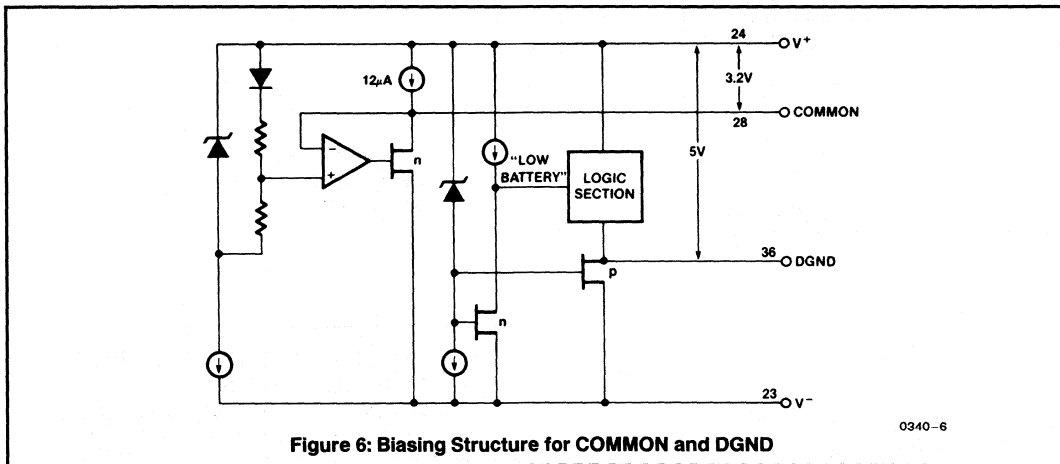 24
V+
12μA
3.2V
COMMON
28
−
+
n
5V
"LOW
BATTERY"
LOGIC
SECTION
36
DGND
p
n
23
V−
0340–6
Figure 6: Biasing Structure for COMMON and DGND